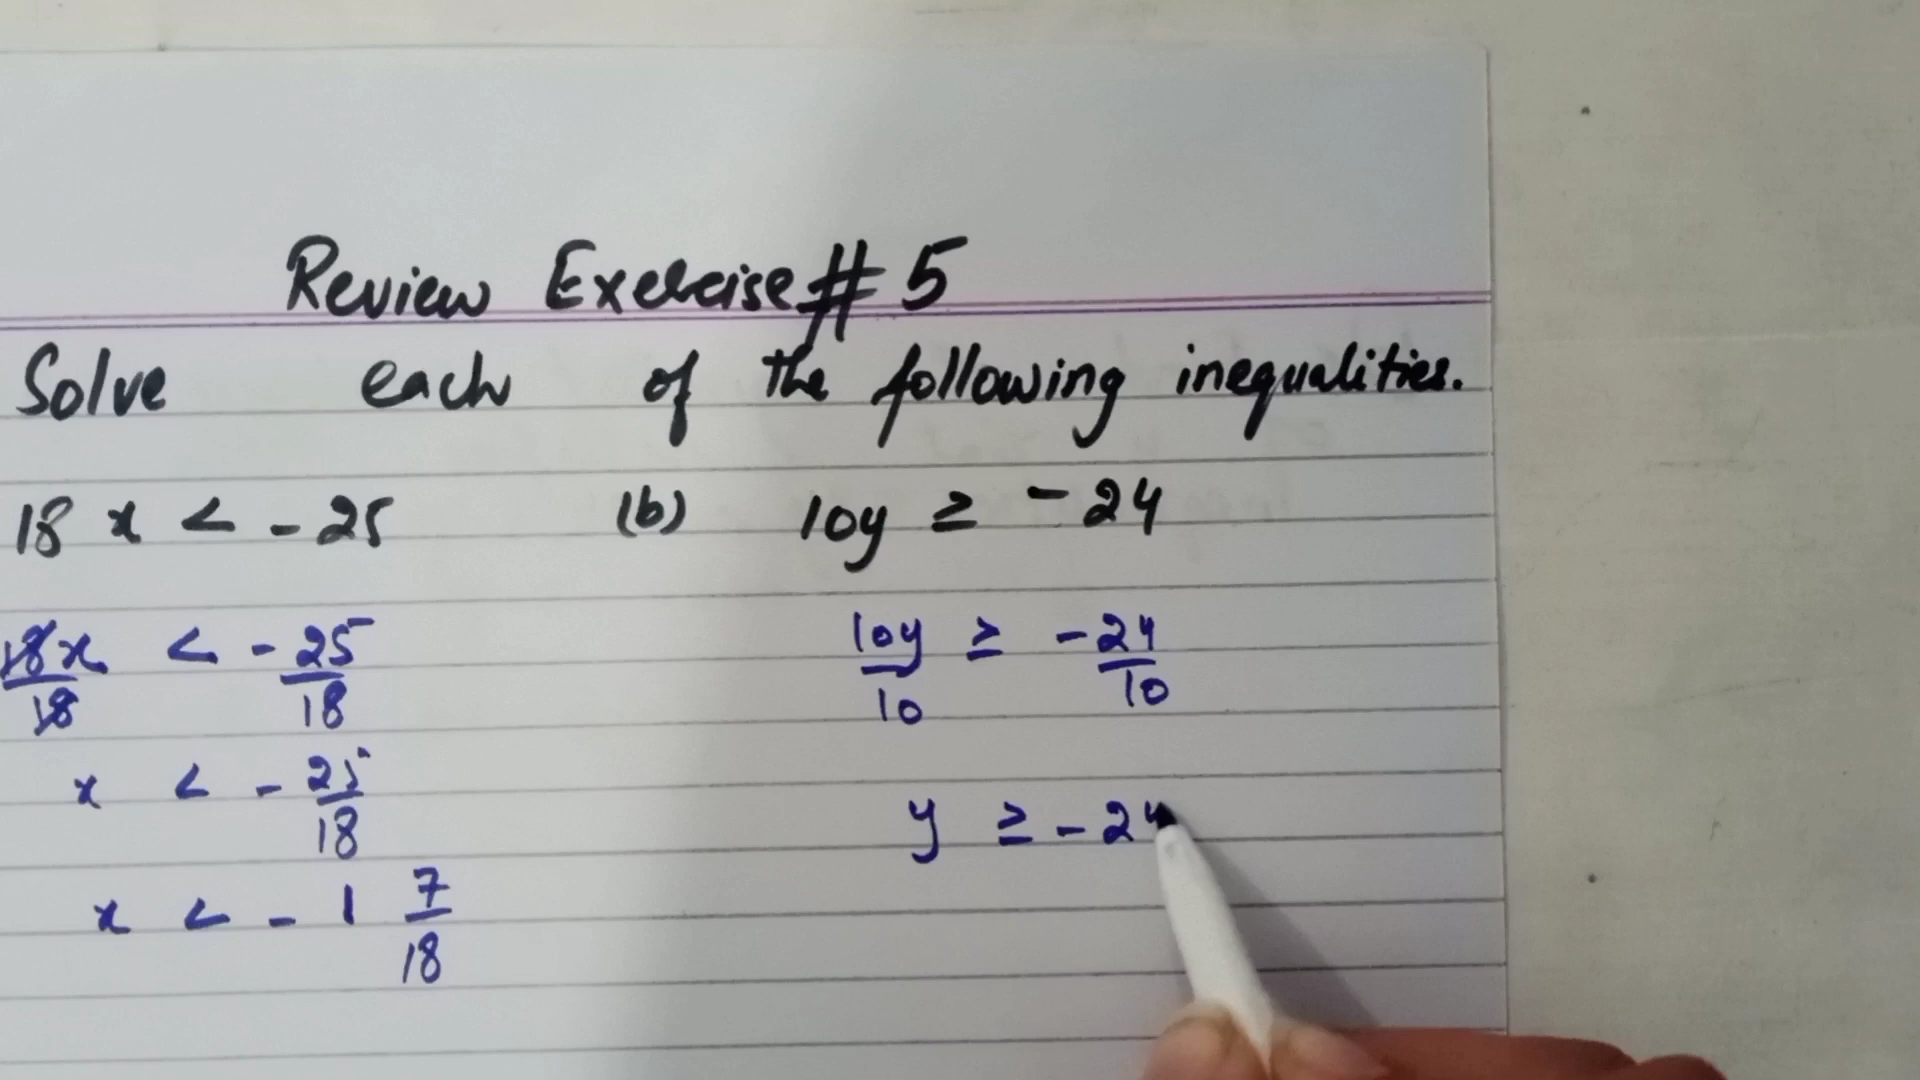 Review Exercise # 5
Solve each of the following inequalities.
18 x < - 25
(b) 10y ≥ - 24
18x/18 < - 25/18
10y/10 ≥ - 24/10
x < - 25/18
y ≥ - 24
x < - 1 7/18